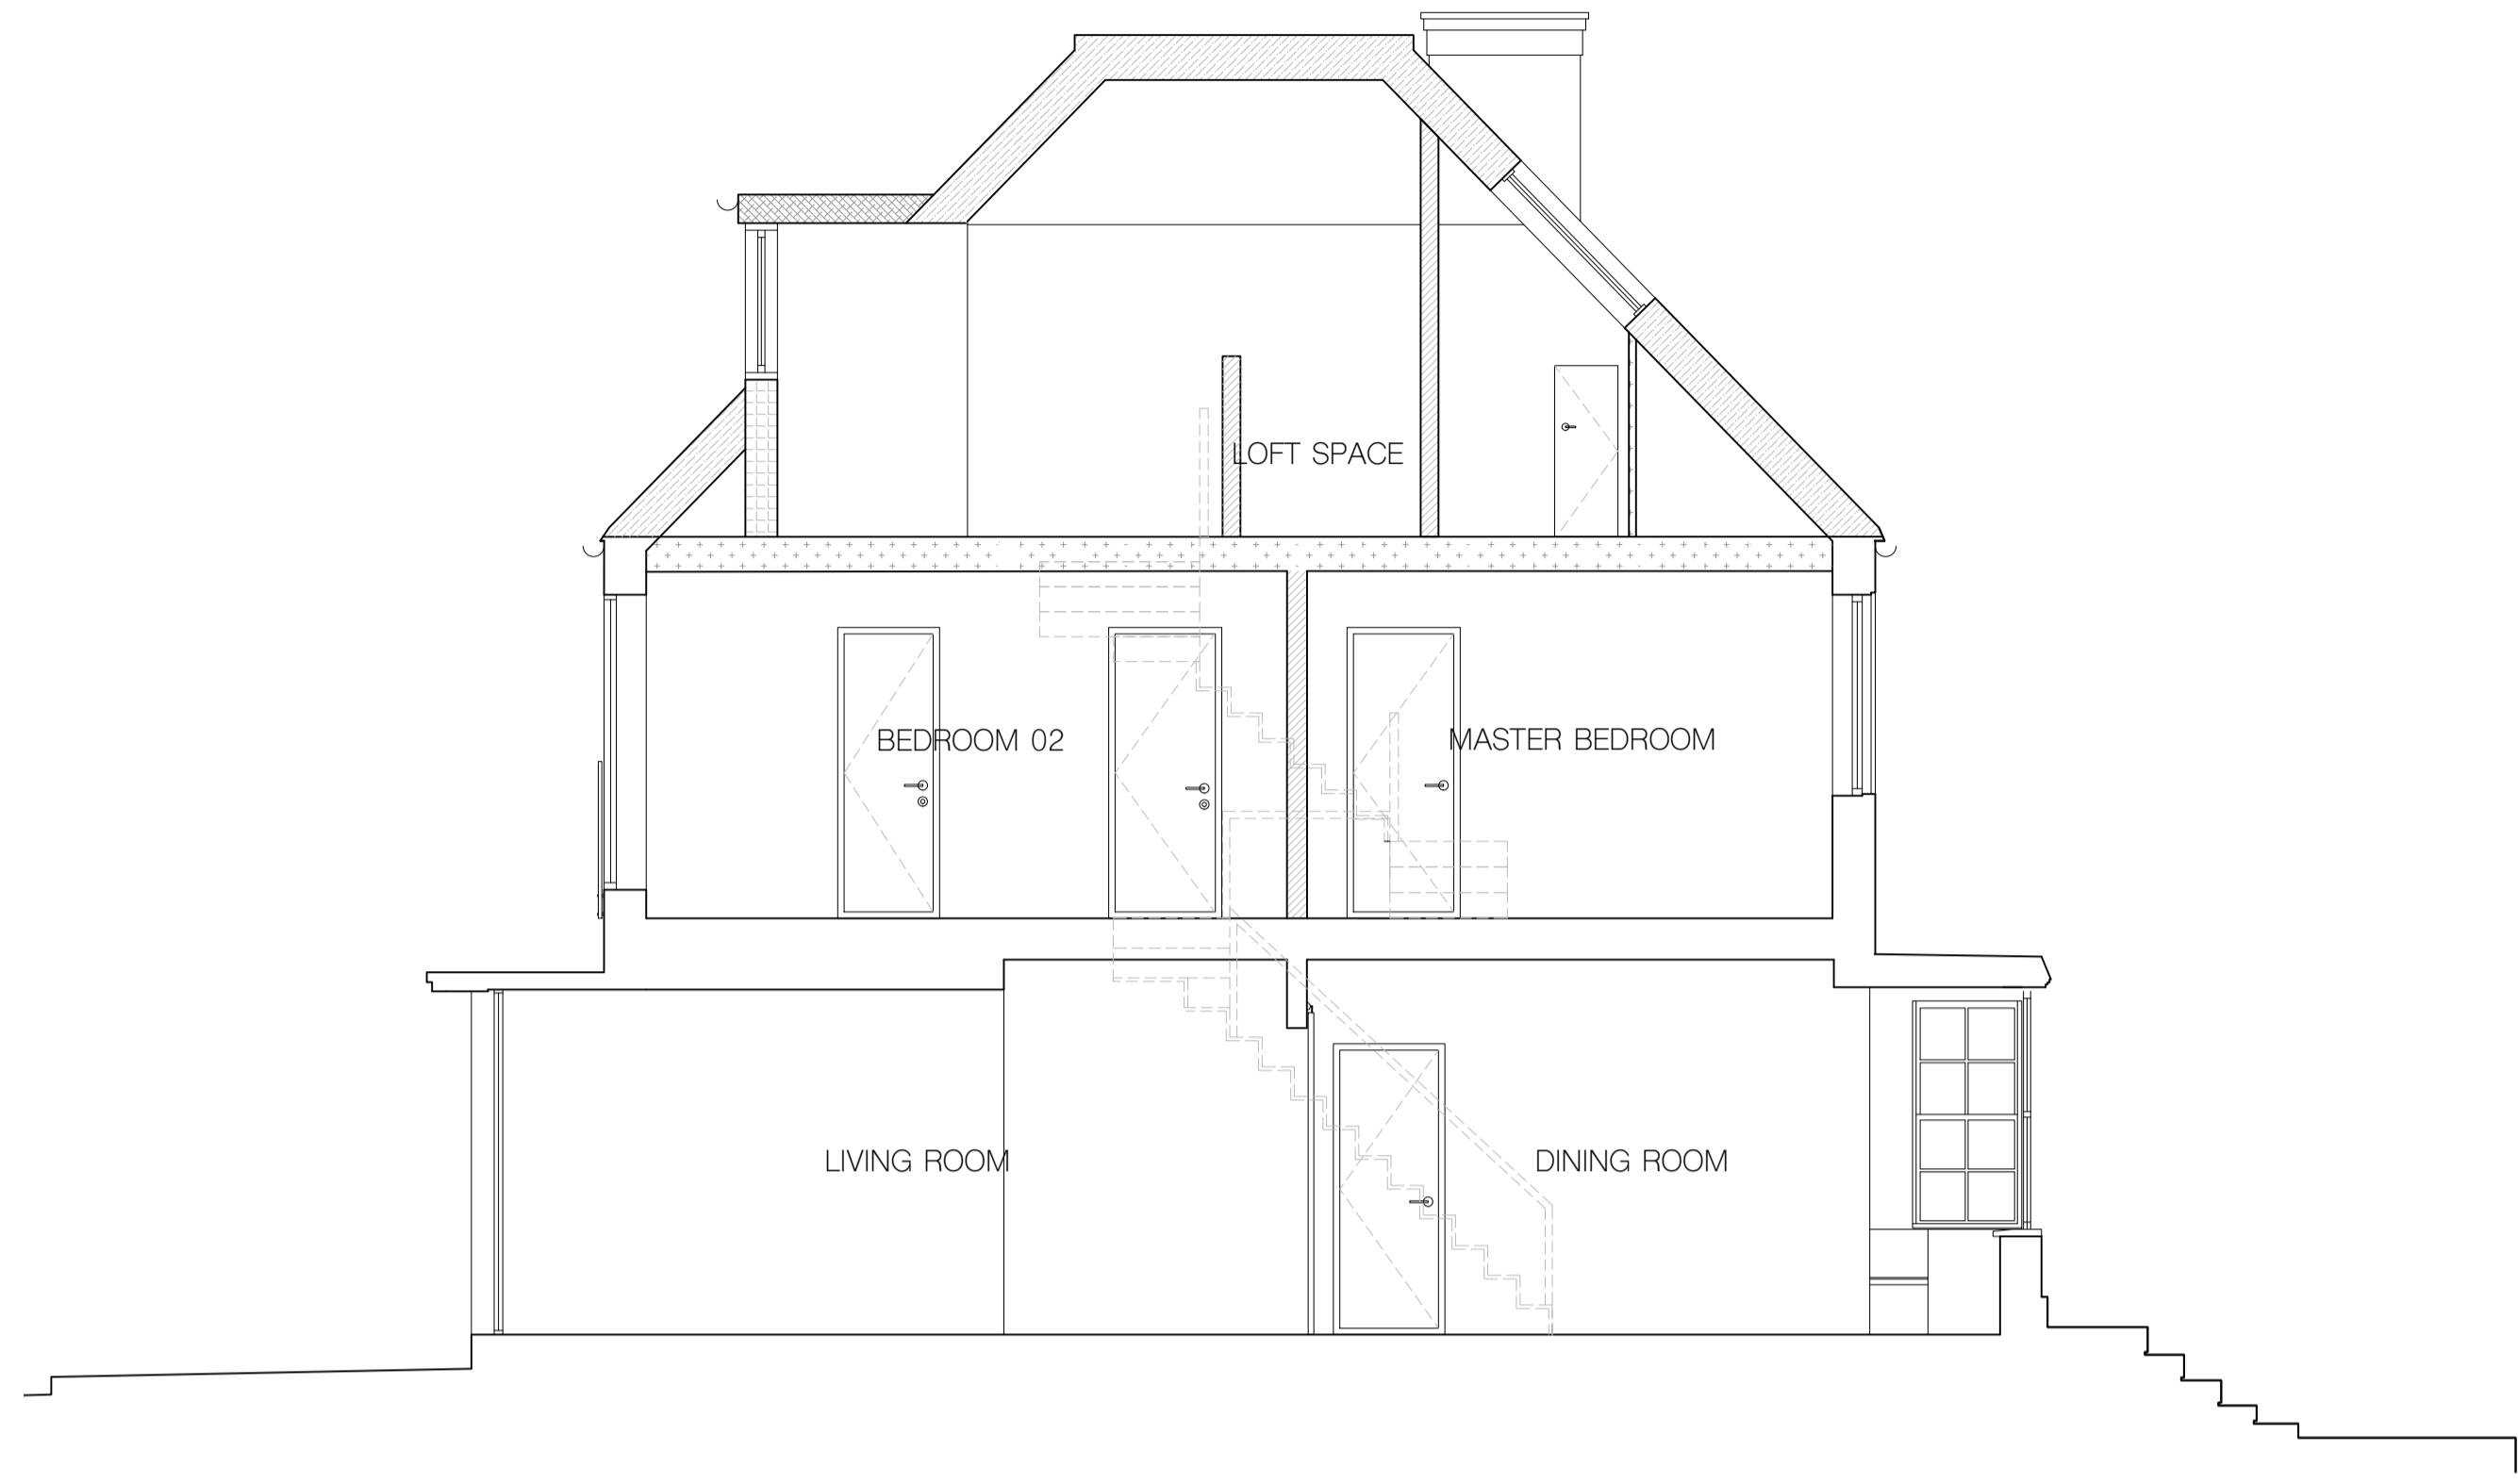 LOFT SPACE
BEDROOM 02
MASTER BEDROOM
LIVING ROOM
DINING ROOM